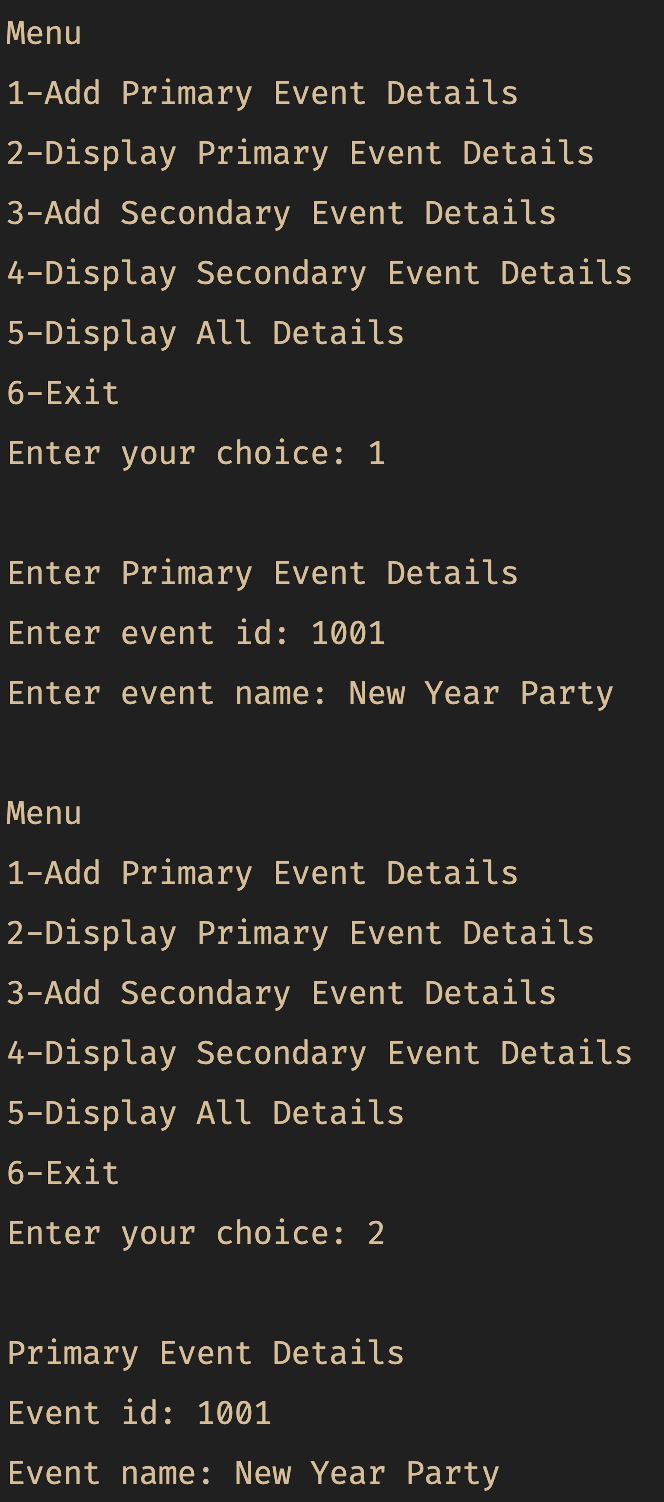 Menu
1-Add Primary Event Details
2-Display Primary Event Details
3-Add Secondary Event Details
4-Display Secondary Event Details
5-Display All Details
6-Exit
Enter your choice: 1
Enter Primary Event Details
Enter event id: 1001
Enter event name: New Year Party
Menu
1-Add Primary Event Details
2-Display Primary Event Details
3-Add Secondary Event Details
4-Display Secondary Event Details
5-Display All Details
6-Exit
Enter your choice: 2
Primary Event Details
Event id: 1001
Event name: New Year Party